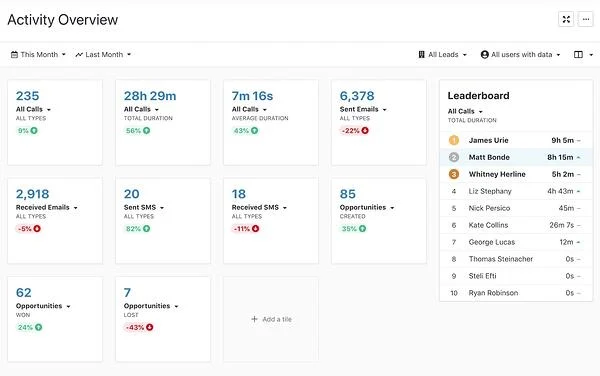 Activity Overview
This Month
Last Month
All Leads
All users with data
235
All Calls
ALL TYPES
9%
28h 29m
All Calls
TOTAL DURATION
56%
7m 16s
All Calls
AVERAGE DURATION
43%
6,378
Sent Emails
ALL TYPES
-22%
2,918
Received Emails
ALL TYPES
-5%
20
Sent SMS
ALL TYPES
82%
18
Received SMS
ALL TYPES
-11%
85
Opportunities
CREATED
35%
62
Opportunities
WON
24%
7
Opportunities
LOST
-43%
+ Add a tile
Leaderboard
All Calls
TOTAL DURATION
1 James Urie 9h 5m –
2 Matt Bonde 8h 15m
3 Whitney Herline 5h 2m –
4 Liz Stephany 4h 43m
5 Nick Persico 45m –
6 Kate Collins 26m 7s –
7 George Lucas 12m
8 Thomas Steinacher 0s –
9 Steli Efti 0s –
10 Ryan Robinson 0s –